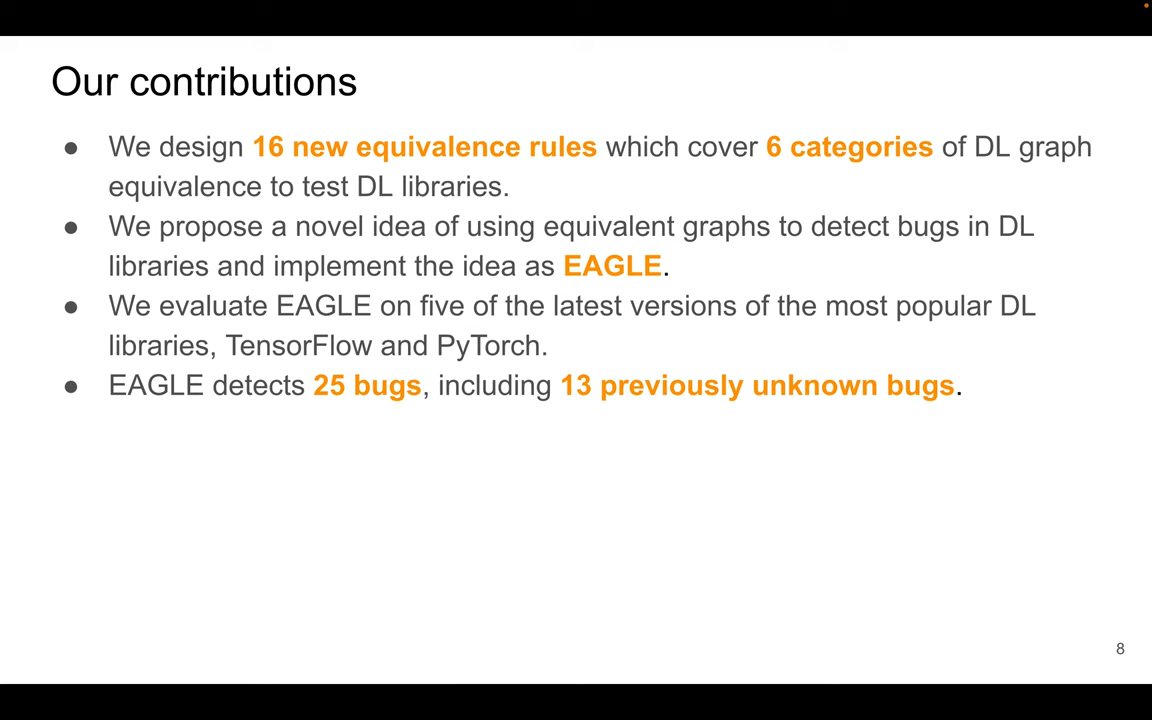 Our contributions
● We design 16 new equivalence rules which cover 6 categories of DL graph
equivalence to test DL libraries.
● We propose a novel idea of using equivalent graphs to detect bugs in DL
libraries and implement the idea as EAGLE.
● We evaluate EAGLE on five of the latest versions of the most popular DL
libraries, TensorFlow and PyTorch.
● EAGLE detects 25 bugs, including 13 previously unknown bugs.
8